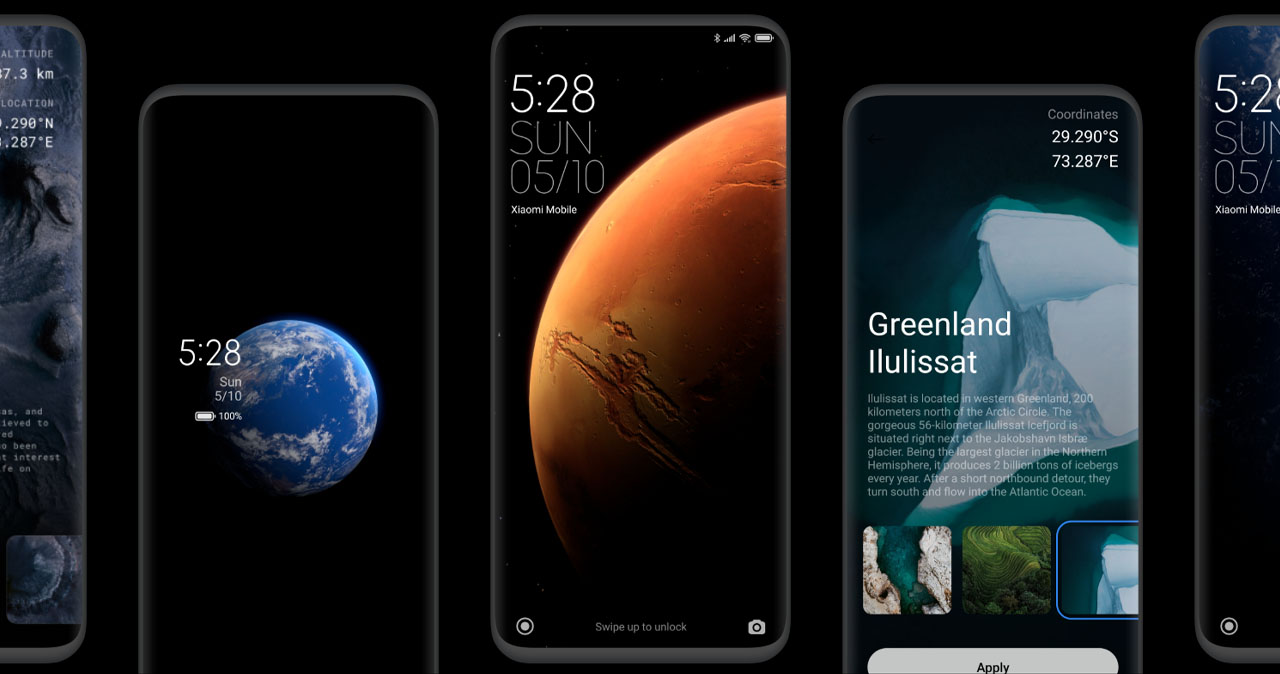 ALTITUDE
7.3 km
LOCATION
.290°N
.287°E
as, and
ieved to
ed
been
t interest
fe on
5:28
Sun
5/10
100%
5:28
SUN
05/10
Xiaomi Mobile
Swipe up to unlock
Coordinates
29.290°S
73.287°E
Greenland
Ilulissat
Ilulissat is located in western Greenland, 200
kilometers north of the Arctic Circle. The
gorgeous 56-kilometer Ilulissat Icefjord is
situated right next to the Jakobshavn Isbræ
glacier. Being the largest glacier in the Northern
Hemisphere, it produces 2 billion tons of icebergs
every year. After a short northbound detour, they
turn south and flow into the Atlantic Ocean.
Apply
5:28
SUN
05/1
Xiaomi Mobile